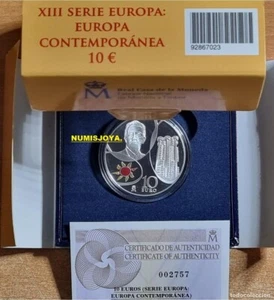 XIII SERIE EUROPA:
EUROPA
CONTEMPORÁNEA
10 €
92867023
Real Casa de la Moneda
NUMISJOYA.
10
EURO
CERTIFICADO DE AUTENTICIDAD
CERTIFICATE OF AUTHENTICITY
002757
10 EUROS (SERIE EUROPA:
EUROPA CONTEMPORÁNEA)